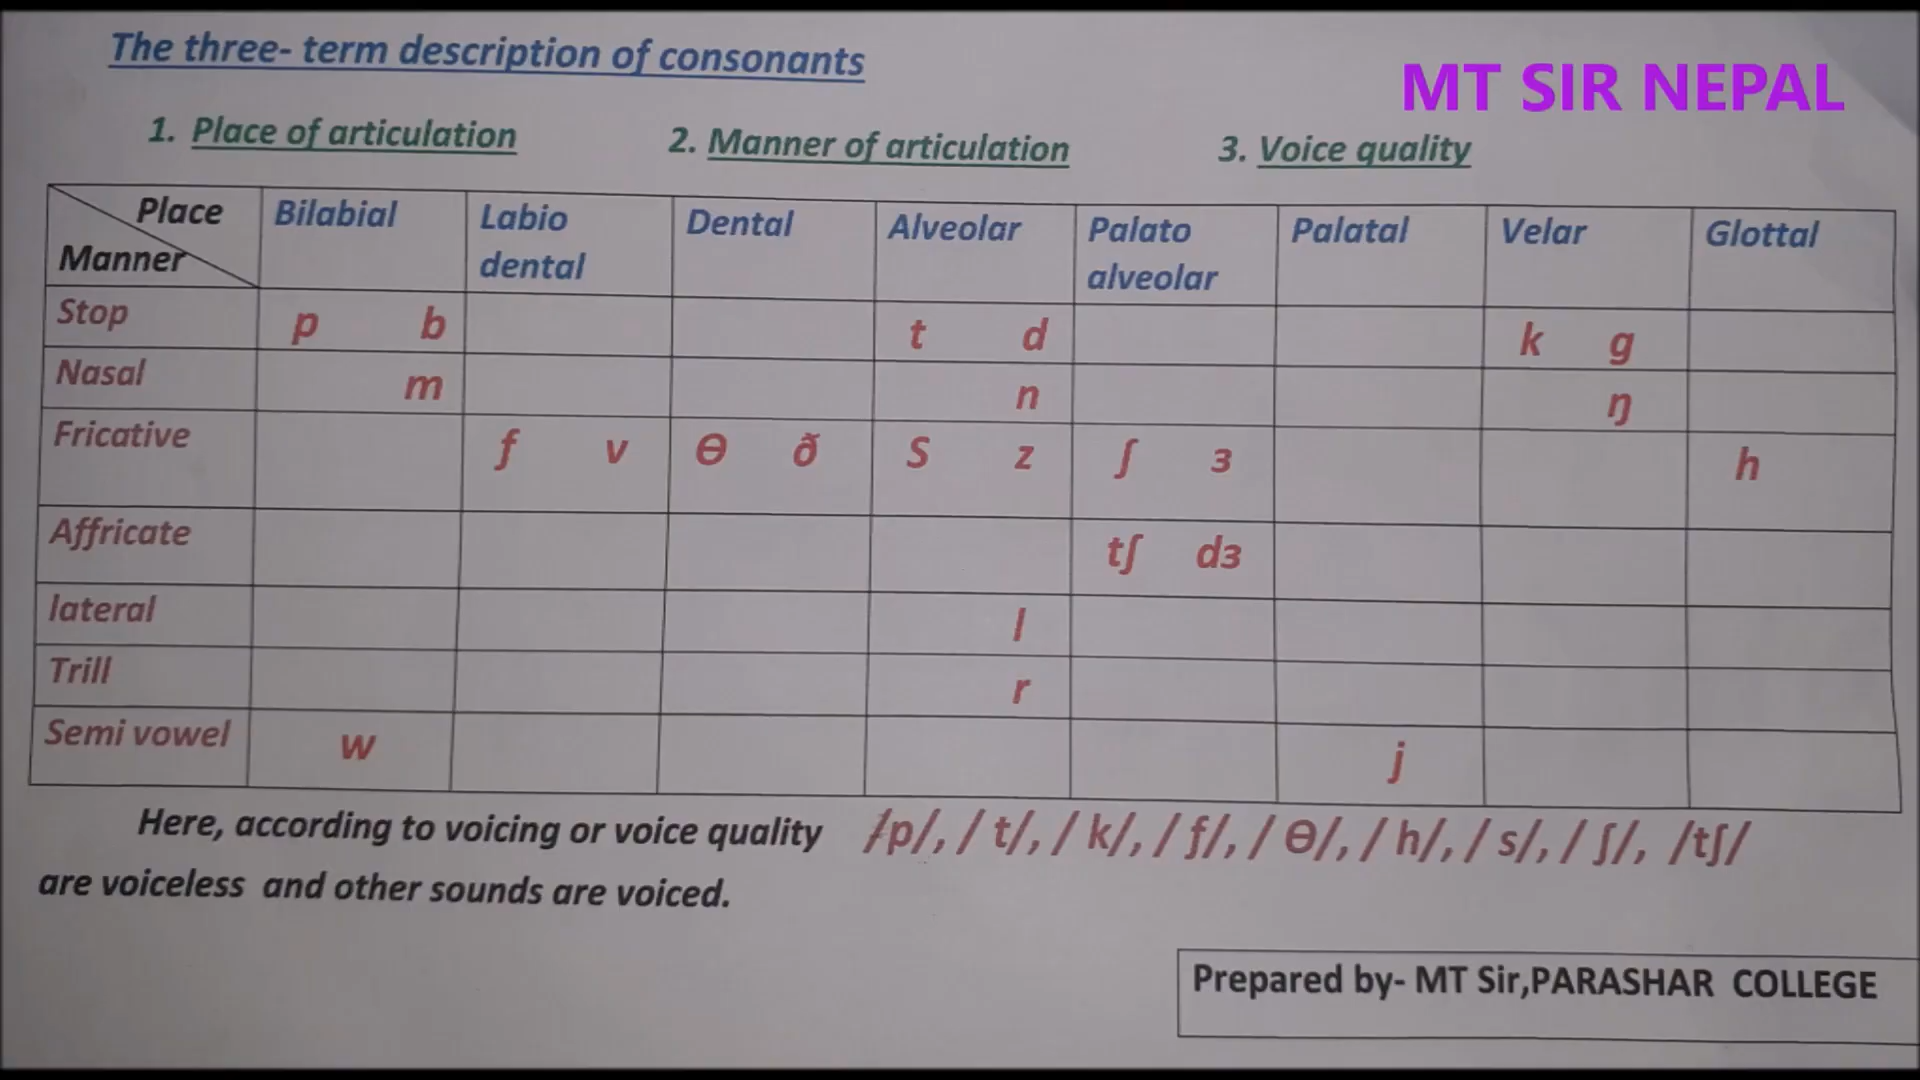 The three- term description of consonants
MT SIR NEPAL
1. Place of articulation 2. Manner of articulation 3. Voice quality
Place
Manner
Bilabial
Labio
dental
Dental
Alveolar
Palato
alveolar
Palatal
Velar
Glottal
Stop p b t d k g
Nasal m n ŋ
Fricative f v ɵ ð S z ʃ ɜ h
Affricate tʃ dɜ
lateral l
Trill r
Semi vowel w j
Here, according to voicing or voice quality /p/, / t/, / k/, / f/, / ɵ/, / h/, / s/, / ʃ/, /tʃ/
are voiceless and other sounds are voiced.
Prepared by- MT Sir,PARASHAR COLLEGE